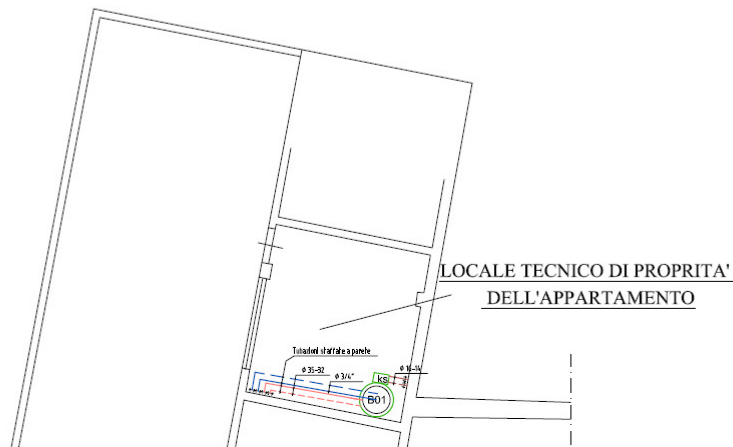 LOCALE TECNICO DI PROPRITA'
DELL'APPARTAMENTO
Tubazioni staffate a parete
ϕ 35-32
ϕ 3/4"
ks
B01